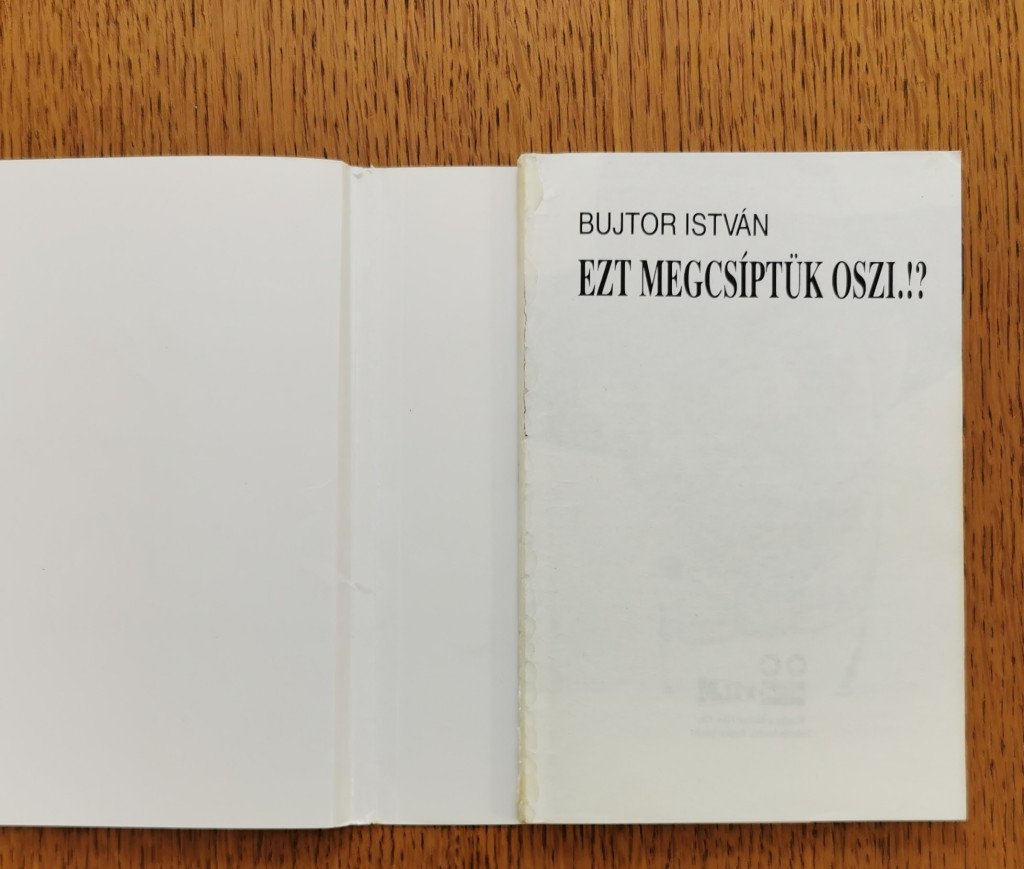 BUJTOR ISTVÁN
EZT MEGCSÍPTÜK OSZI.!?